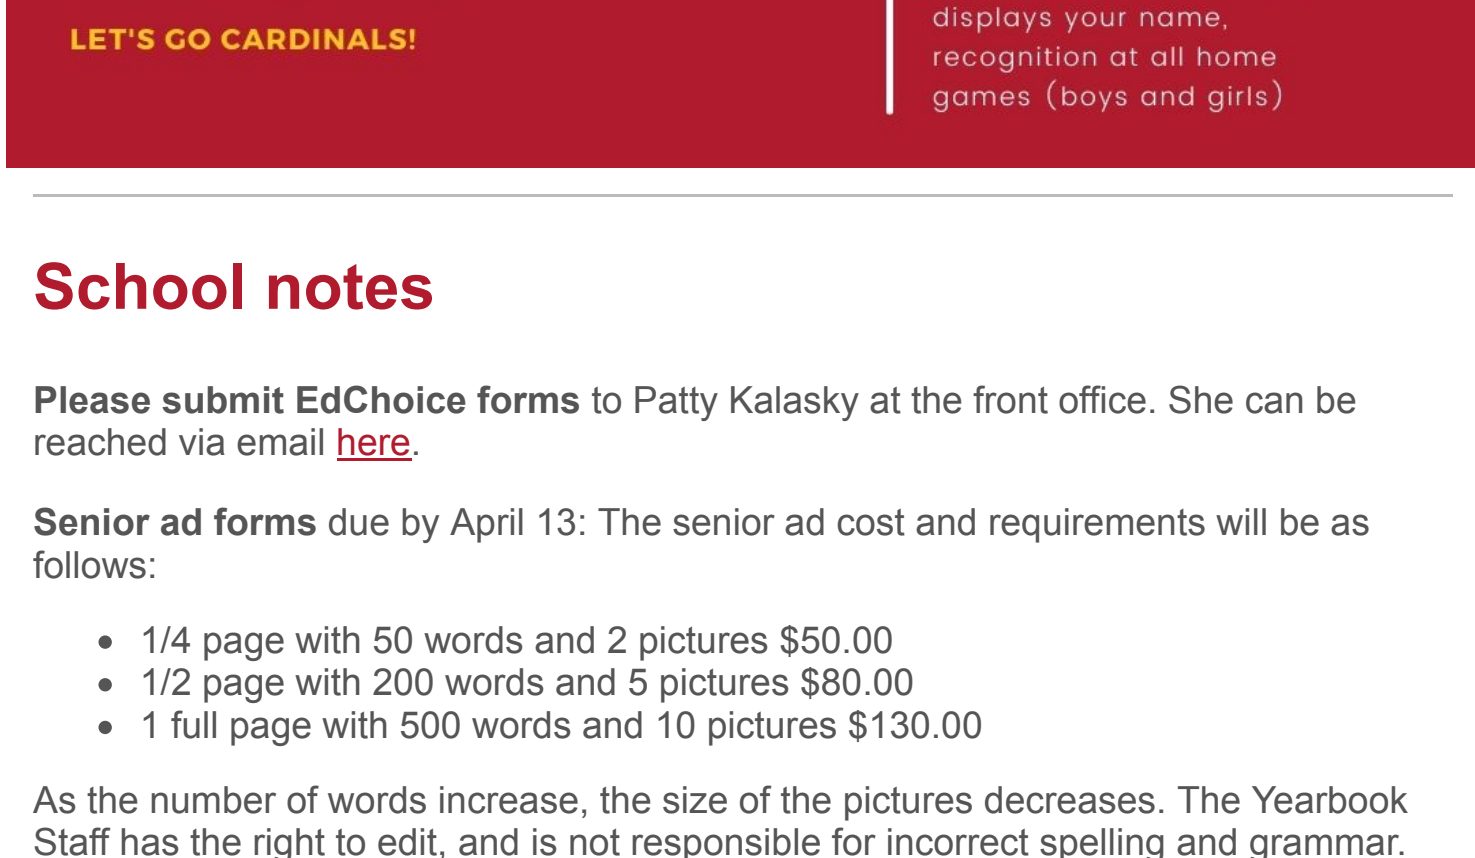 LET'S GO CARDINALS!
displays your name,
recognition at all home
games (boys and girls)
School notes
Please submit EdChoice forms to Patty Kalasky at the front office. She can be
reached via email here.
Senior ad forms due by April 13: The senior ad cost and requirements will be as
follows:
• 1/4 page with 50 words and 2 pictures $50.00
• 1/2 page with 200 words and 5 pictures $80.00
• 1 full page with 500 words and 10 pictures $130.00
As the number of words increase, the size of the pictures decreases. The Yearbook
Staff has the right to edit, and is not responsible for incorrect spelling and grammar.